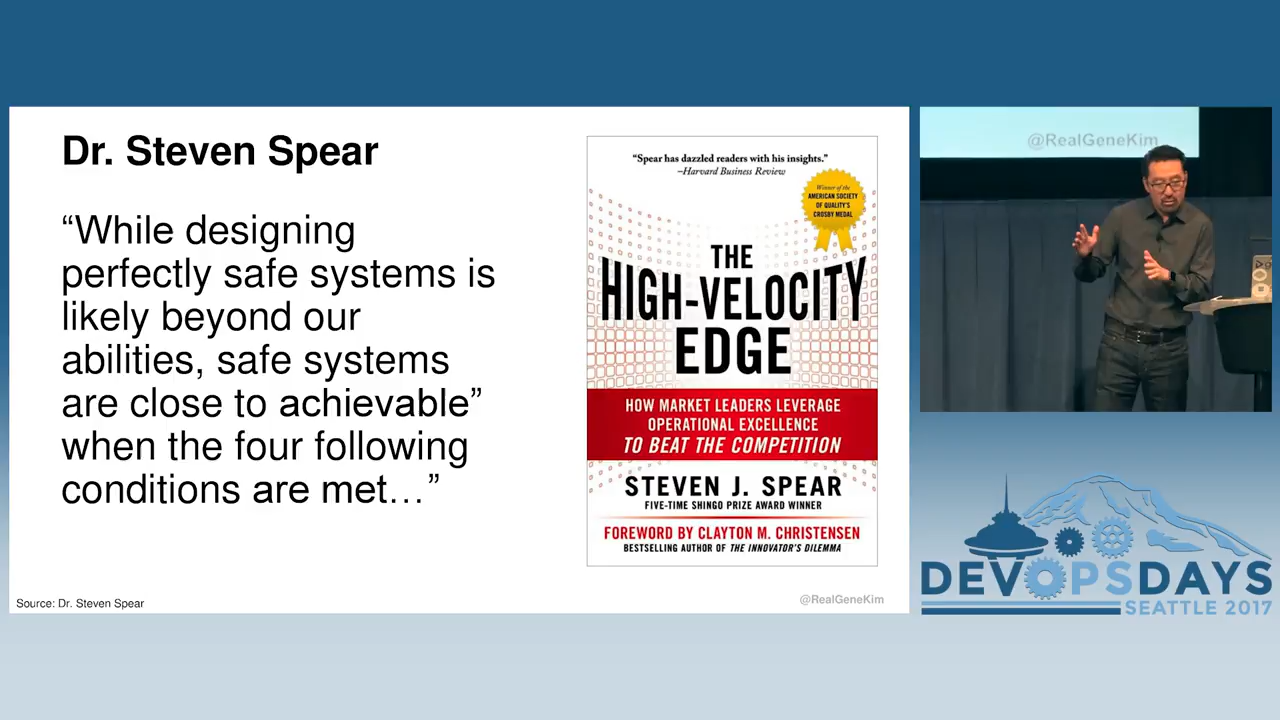 Dr. Steven Spear
“While designing
perfectly safe systems is
likely beyond our
abilities, safe systems
are close to achievable”
when the four following
conditions are met…”
Source: Dr. Steven Spear
“Spear has dazzled readers with his insights.”
–Harvard Business Review
Winner of the
AMERICAN SOCIETY
OF QUALITY'S
CROSBY MEDAL
THE
HIGH-VELOCITY
EDGE
HOW MARKET LEADERS LEVERAGE
OPERATIONAL EXCELLENCE
TO BEAT THE COMPETITION
STEVEN J. SPEAR
FIVE-TIME SHINGO PRIZE AWARD WINNER
FOREWORD BY CLAYTON M. CHRISTENSEN
BESTSELLING AUTHOR OF THE INNOVATOR'S DILEMMA
@RealGeneKim
@RealGeneKim
DEVOPSDAYS
SEATTLE 2017